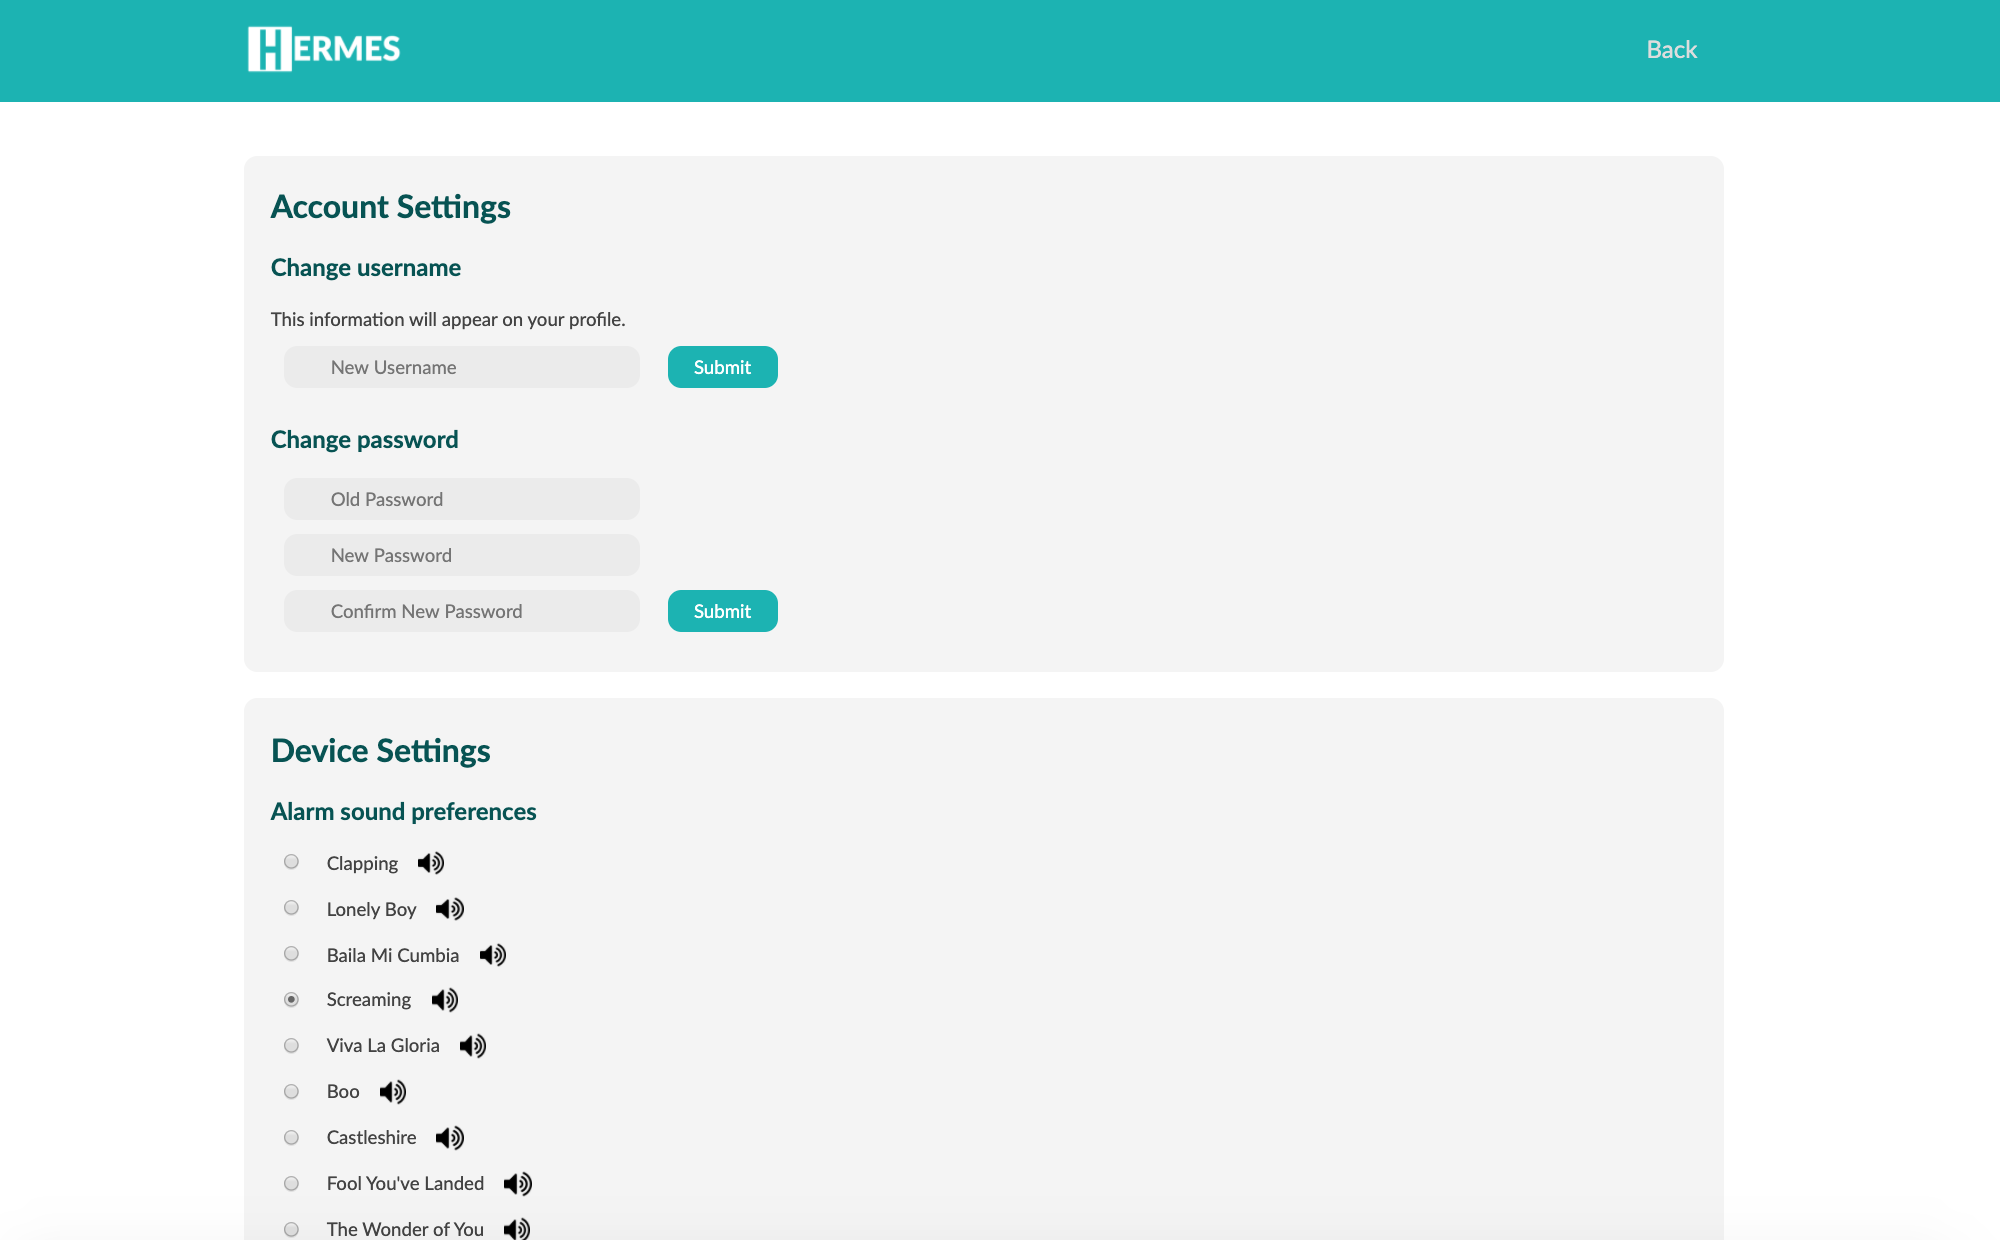 HERMES
Back
Account Settings
Change username
This information will appear on your profile.
New Username
Submit
Change password
Old Password
New Password
Confirm New Password
Submit
Device Settings
Alarm sound preferences
Clapping
Lonely Boy
Baila Mi Cumbia
Screaming
Viva La Gloria
Boo
Castleshire
Fool You've Landed
The Wonder of You